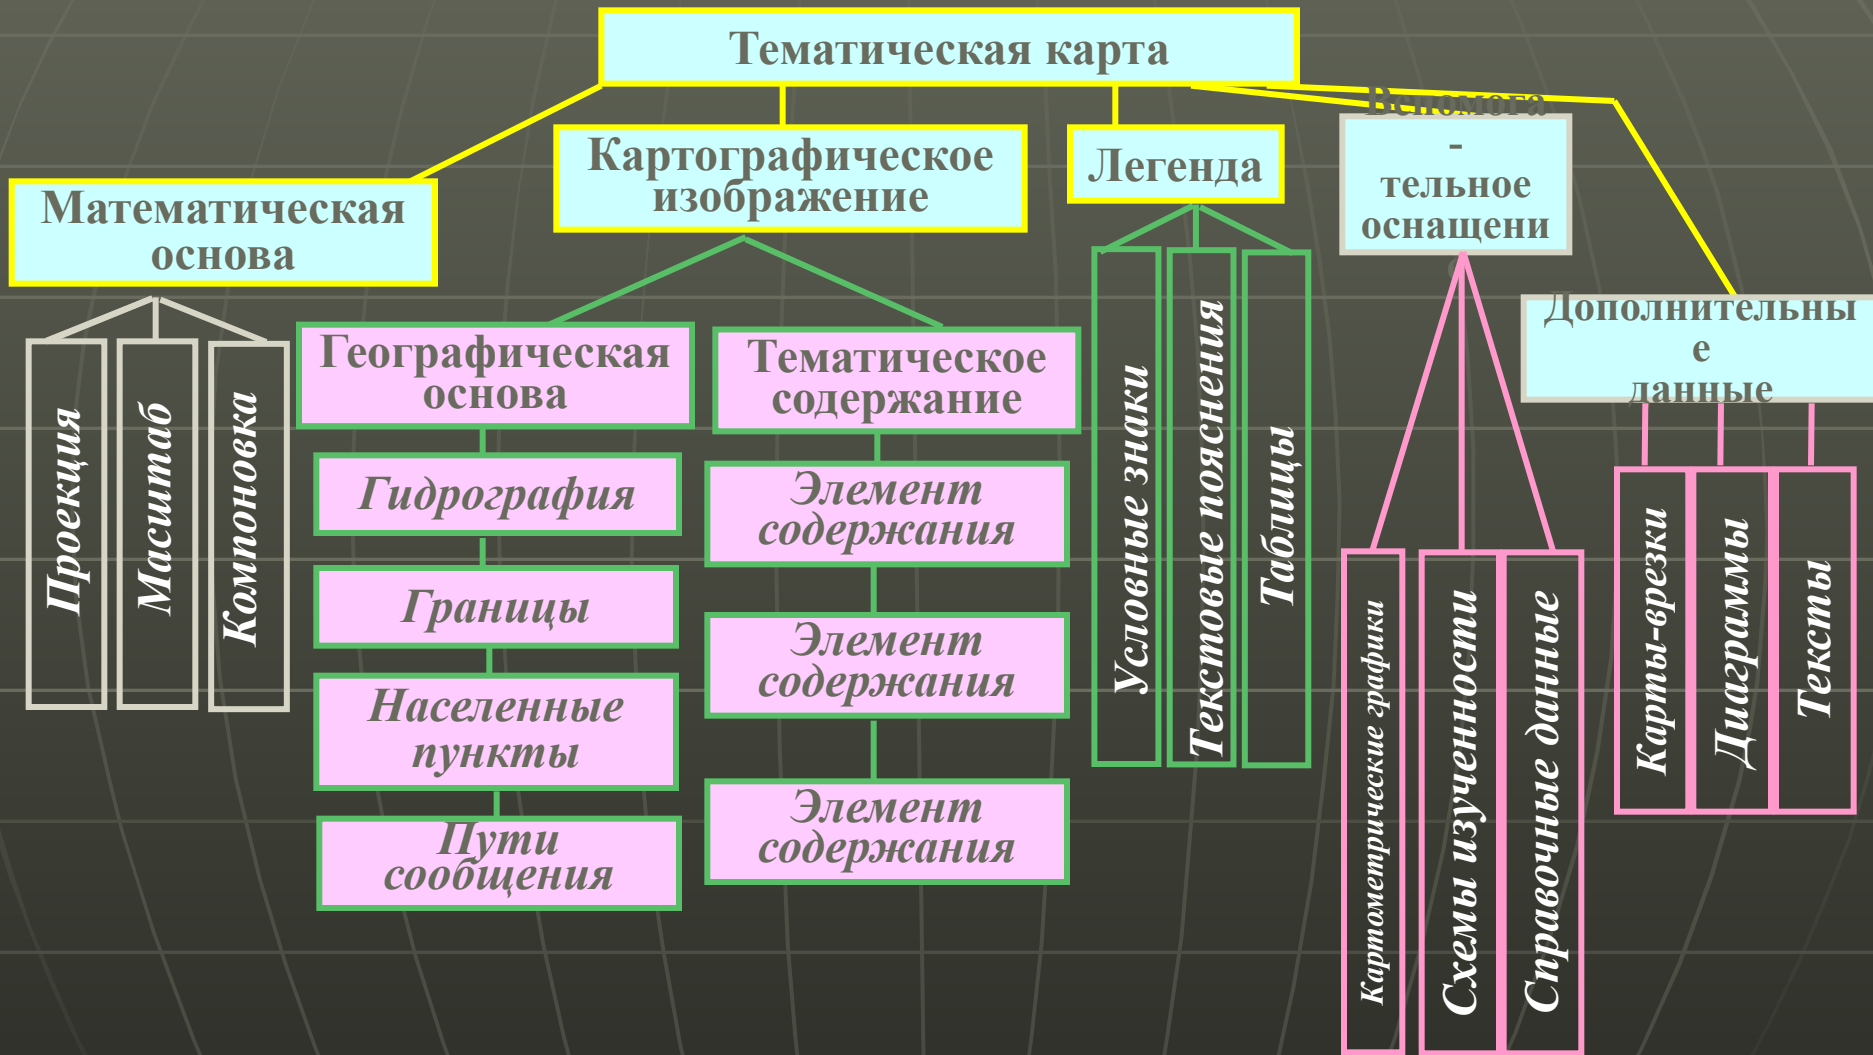 Тематическая карта
Математическая
основа
Проекция
Масштаб
Компоновка
Картографическое
изображение
Географическая
основа
Гидрография
Границы
Населенные
пункты
Пути
сообщения
Тематическое
содержание
Элемент
содержания
Элемент
содержания
Элемент
содержания
Легенда
Условные знаки
Текстовые пояснения
Таблицы
Вспомога
-
тельное
оснащени
е
Картометрические графики
Схемы изученности
Справочные данные
Дополнительны
е
данные
Карты-врезки
Диаграммы
Тексты